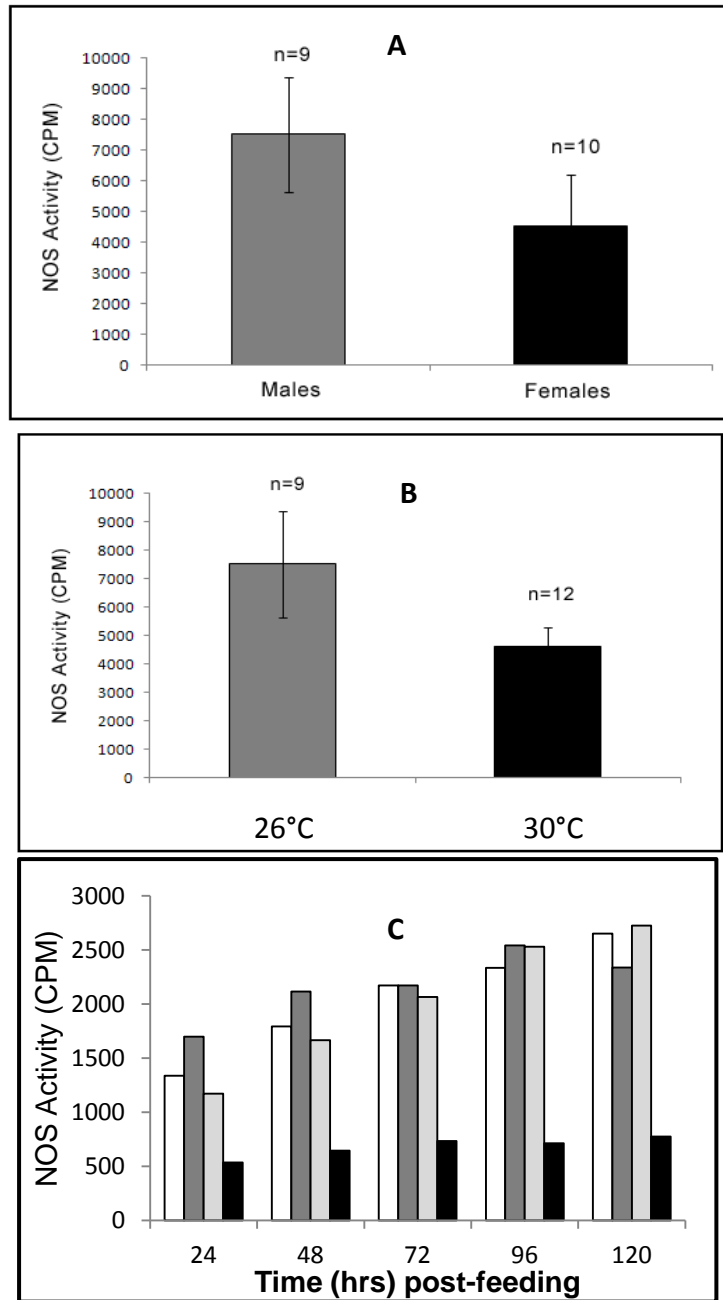 A
n=9
n=10
NOS Activity (CPM)
10000
9000
8000
7000
6000
5000
4000
3000
2000
1000
0
Males Females
B
n=9
n=12
NOS Activity (CPM)
10000
9000
8000
7000
6000
5000
4000
3000
2000
1000
0
26°C 30°C
C
NOS Activity (CPM)
3000
2500
2000
1500
1000
500
0
24 48 72 96 120
Time (hrs) post-feeding